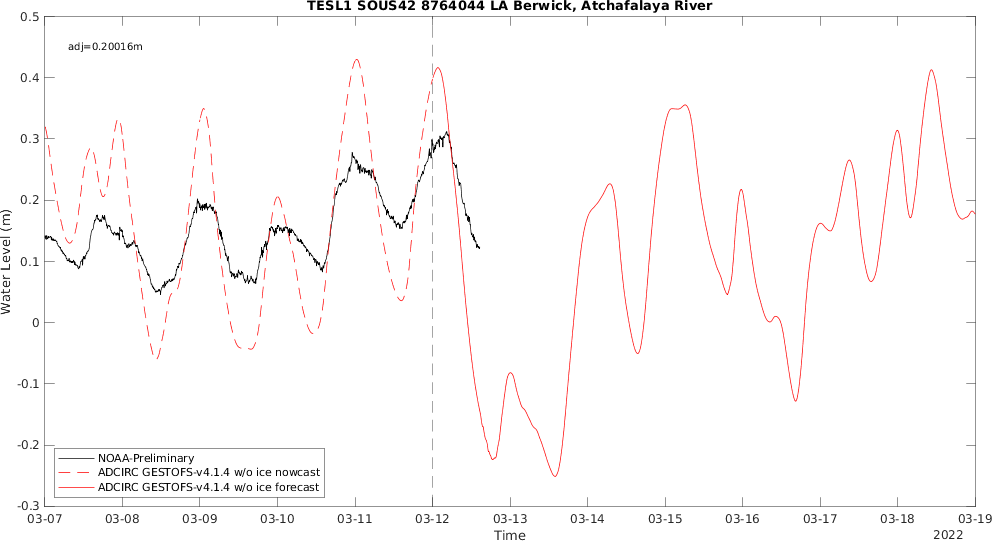 TESL1 SOUS42 8764044 LA Berwick, Atchafalaya River
adj=0.20016m
0.5
0.4
0.3
0.2
0.1
0
-0.1
-0.2
-0.3
Water Level (m)
NOAA-Preliminary
ADCIRC GESTOFS-v4.1.4 w/o ice nowcast
ADCIRC GESTOFS-v4.1.4 w/o ice forecast
03-07 03-08 03-09 03-10 03-11 03-12 03-13 03-14 03-15 03-16 03-17 03-18 03-19
Time
2022